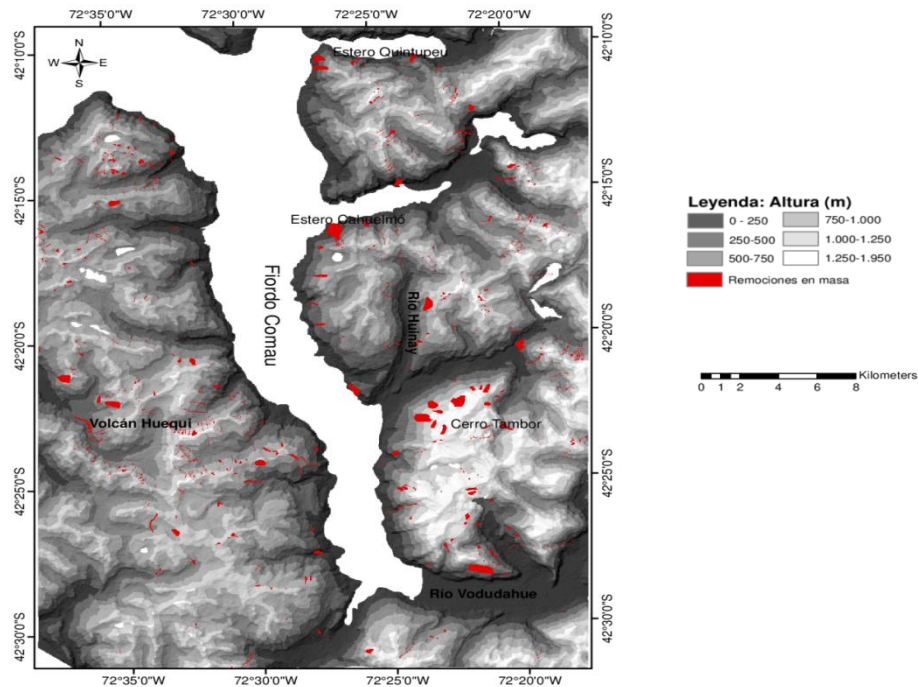 72°35'0"W 72°30'0"W 72°25'0"W 72°20'0"W
42°10'0"S 42°10'0"S
N
W E
S
Estero Quintupeu
42°15'0"S 42°15'0"S
Estero Cahuelmó
Fiordo Comau
Río Huinay
42°20'0"S 42°20'0"S
Volcán Huequi
Cerro Tambor
42°25'0"S 42°25'0"S
Río Vodudahue
42°30'0"S 42°30'0"S
72°35'0"W 72°30'0"W 72°25'0"W 72°20'0"W
Leyenda: Altura (m)
0 - 250 750-1.000
250-500 1.000-1.250
500-750 1.250-1.950
Remociones en masa
Kilometers
0 1 2 4 6 8